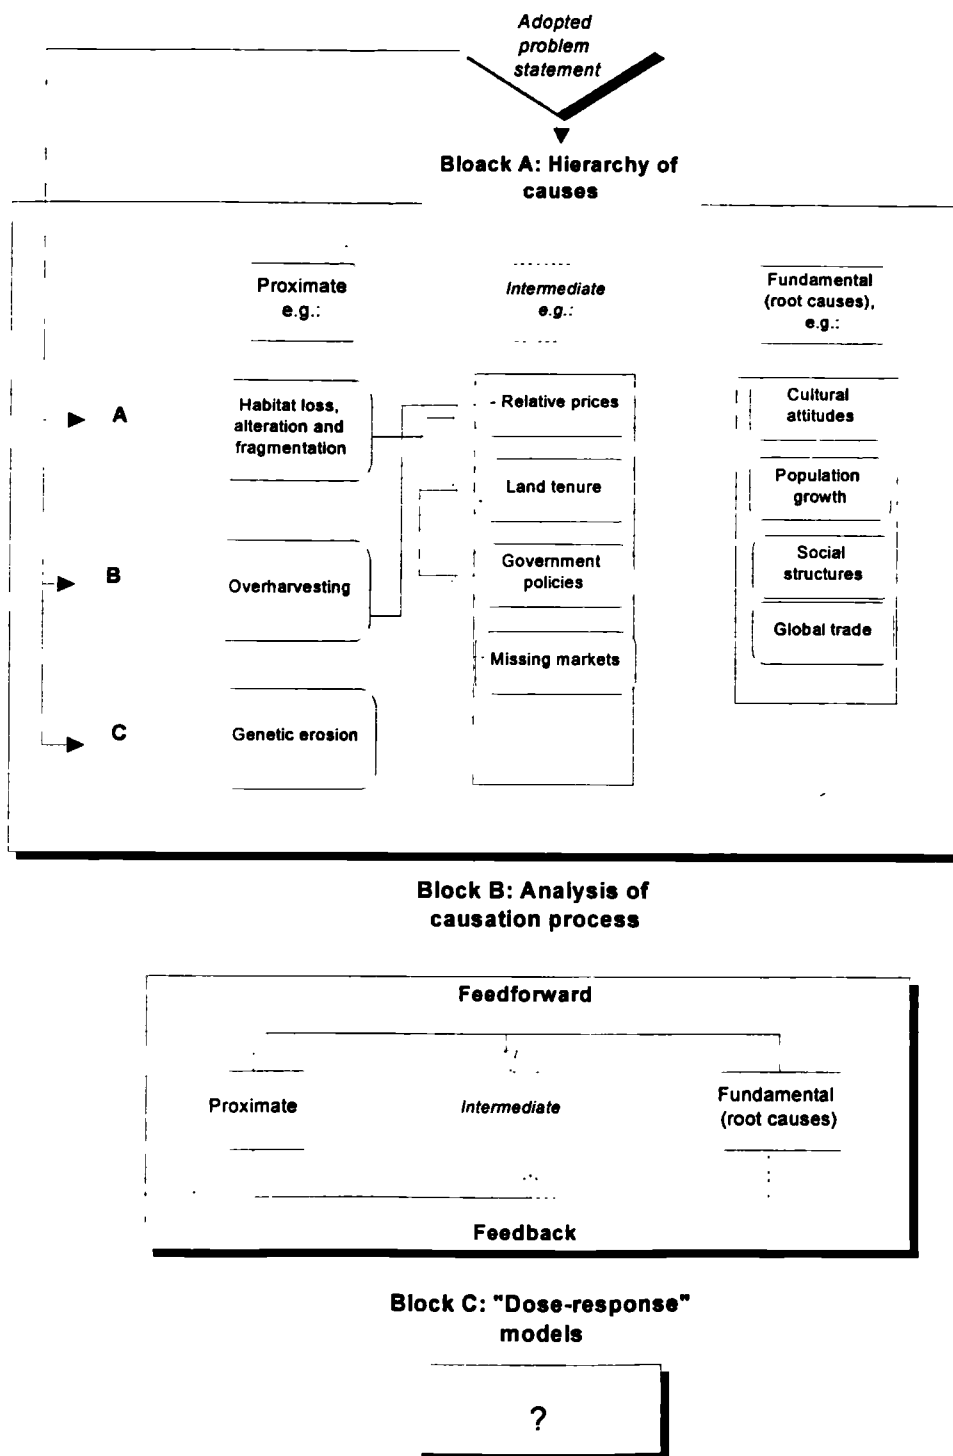 Adopted
problem
statement
Bloack A: Hierarchy of
causes
Proximate
e.g.:
Intermediate
e.g.:
Fundamental
(root causes),
e.g.:
A
Habitat loss,
alteration and
fragmentation
Relative prices
Cultural
attitudes
Land tenure
Population
growth
B
Overharvesting
Government
policies
Social
structures
Missing markets
Global trade
C
Genetic erosion
Block B: Analysis of
causation process
Feedforward
Proximate
Intermediate
Fundamental
(root causes)
Feedback
Block C: "Dose-response"
models
?